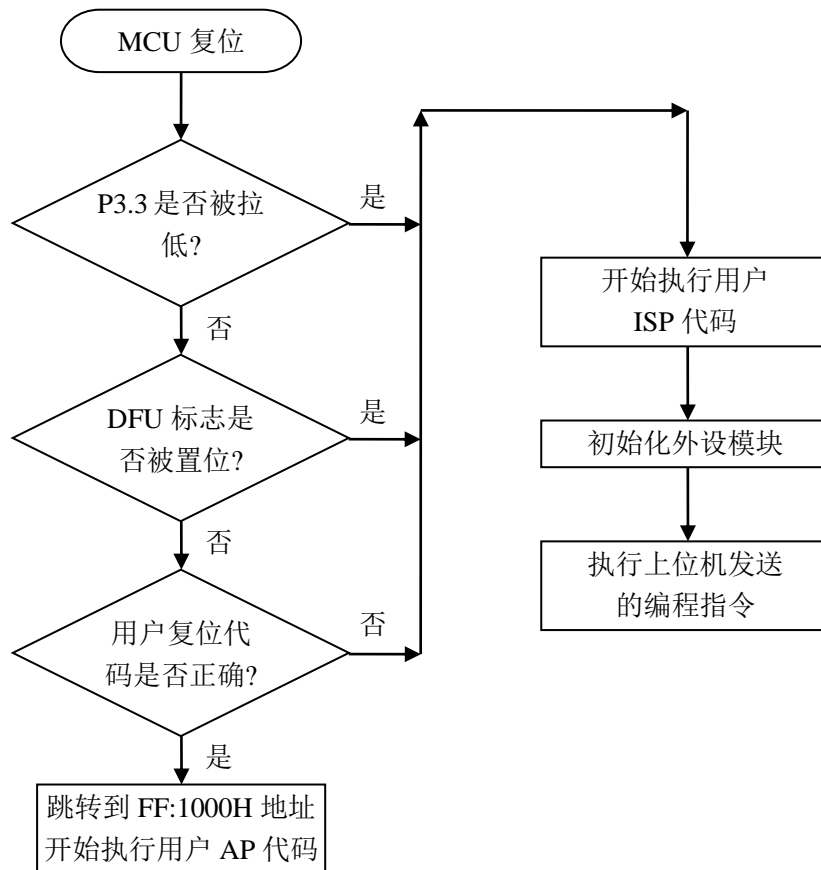 MCU 复位
P3.3 是否被拉
低?
是
否
DFU 标志是
否被置位?
是
否
用户复位代
码是否正确?
否
是
跳转到 FF:1000H 地址
开始执行用户 AP 代码
开始执行用户
ISP 代码
初始化外设模块
执行上位机发送
的编程指令